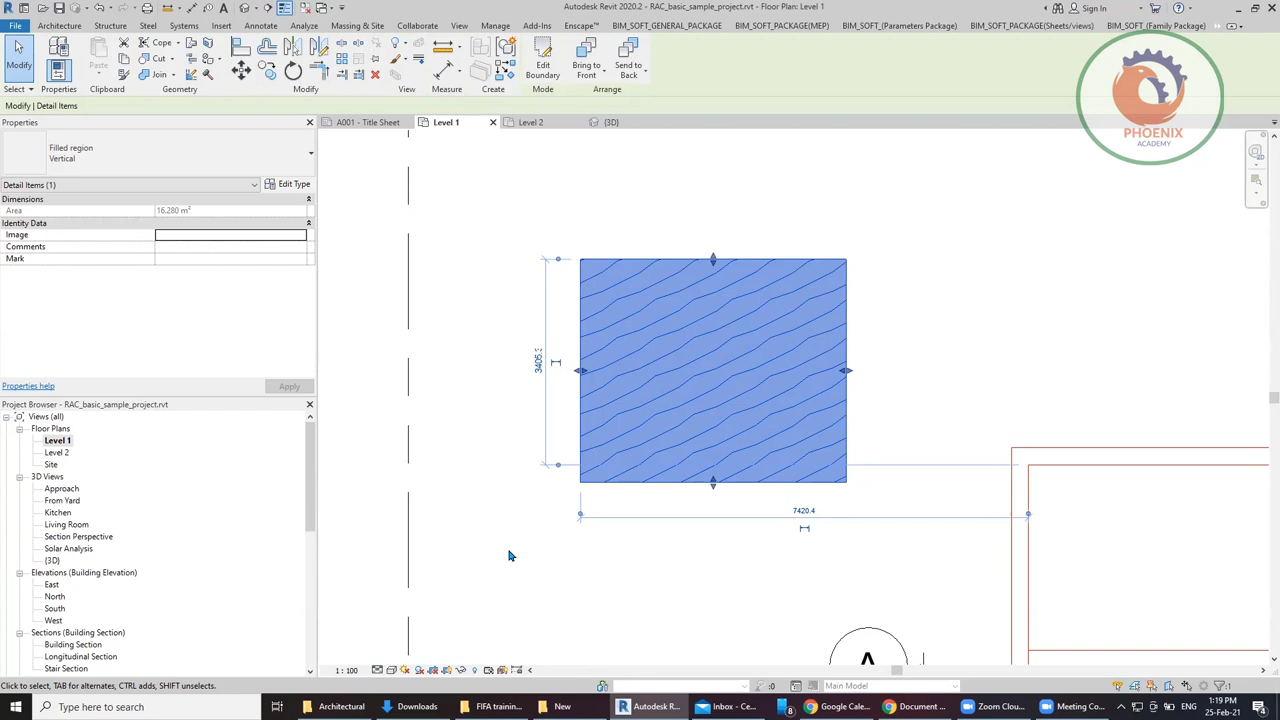 Autodesk Revit 2020.2 - RAC_basic_sample_project.rvt - Floor Plan: Level 1
Sign In
File Architecture Structure Steel Systems Insert Annotate Analyze Massing & Site Collaborate View Manage Add-Ins Enscape™ BIM_SOFT_GENERAL_PACKAGE BIM_SOFT_PACKAGE(MEP) BIM_SOFT_(Parameters Package) BIM_SOFT_PACKAGE(Sheets/views) BIM_SOFT_(Family Package)
Modify
Paste
Cope
Cut
Join
Edit Boundary
Bring to Front
Send to Back
Select Properties Clipboard Geometry Modify View Measure Create Mode Arrange
PHOENIX
ACADEMY
Modify | Detail Items
Properties
A001 - Title Sheet Level 1 Level 2 {3D}
Filled region
Vertical
Detail Items (1) Edit Type
Dimensions
Area 16.280 m²
Identity Data
Image
Comments
Mark
Properties help Apply
3405.3
7420.4
A
Project Browser - RAC_basic_sample_project.rvt
Views (all)
Floor Plans
Level 1
Level 2
Site
3D Views
Approach
From Yard
Kitchen
Living Room
Section Perspective
Solar Analysis
{3D}
Elevations (Building Elevation)
East
North
South
West
Sections (Building Section)
Building Section
Longitudinal Section
Stair Section
1 : 100
Click to select, TAB for alternates, CTRL adds, SHIFT unselects.
:0
Main Model
:1
Type here to search
Architectural
Downloads
FIFA trainin...
New
Autodesk R...
Inbox - Ce...
8
Google Cale...
Document ...
Zoom Clou...
Meeting Co...
1:19 PM
25-Feb-21